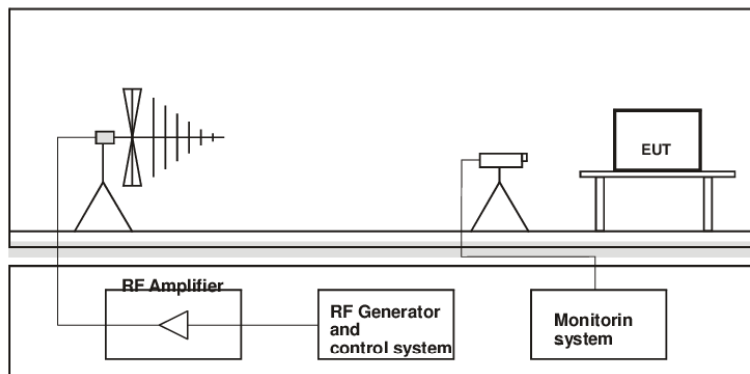 EUT
RF Amplifier
RF Generator
and
control system
Monitorin
system